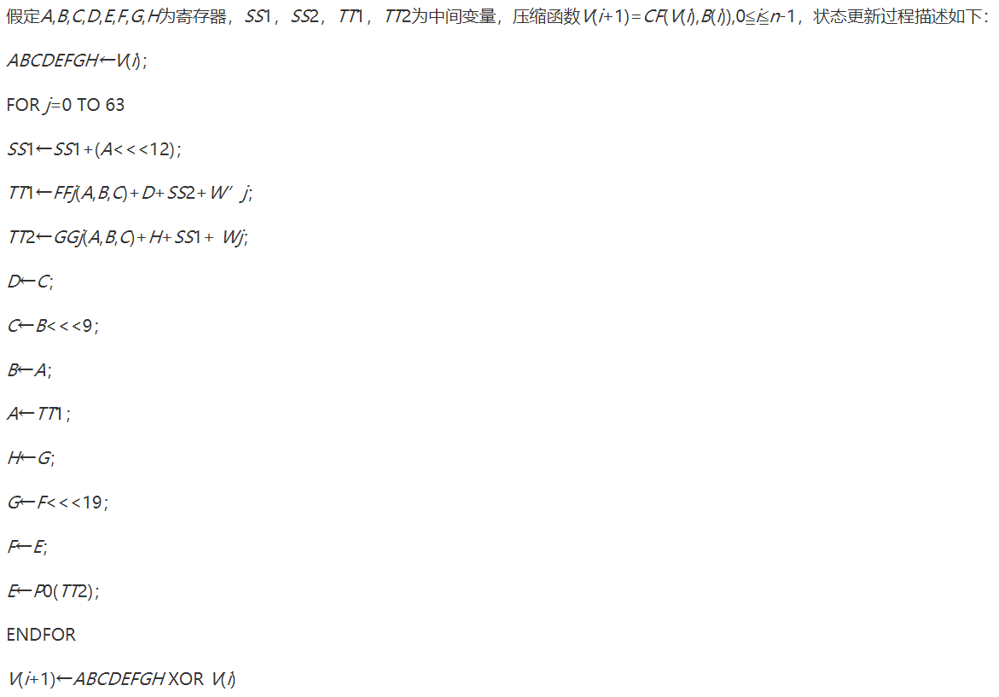 假定A,B,C,D,E,F,G,H为寄存器，SS1，SS2，TT1，TT2为中间变量，压缩函数V(i+1)=CF(V(i),B(i)),0≦i≦n-1，状态更新过程描述如下：
ABCDEFGH←V(i);
FOR j=0 TO 63
SS1←SS1+(A<<<12);
TT1←FFj(A,B,C)+D+SS2+W′j;
TT2←GGj(A,B,C)+H+SS1+ Wj;
D←C;
C←B<<<9;
B←A;
A←TT1;
H←G;
G←F<<<19;
F←E;
E←P0(TT2);
ENDFOR
V(i+1)←ABCDEFGH XOR V(i)